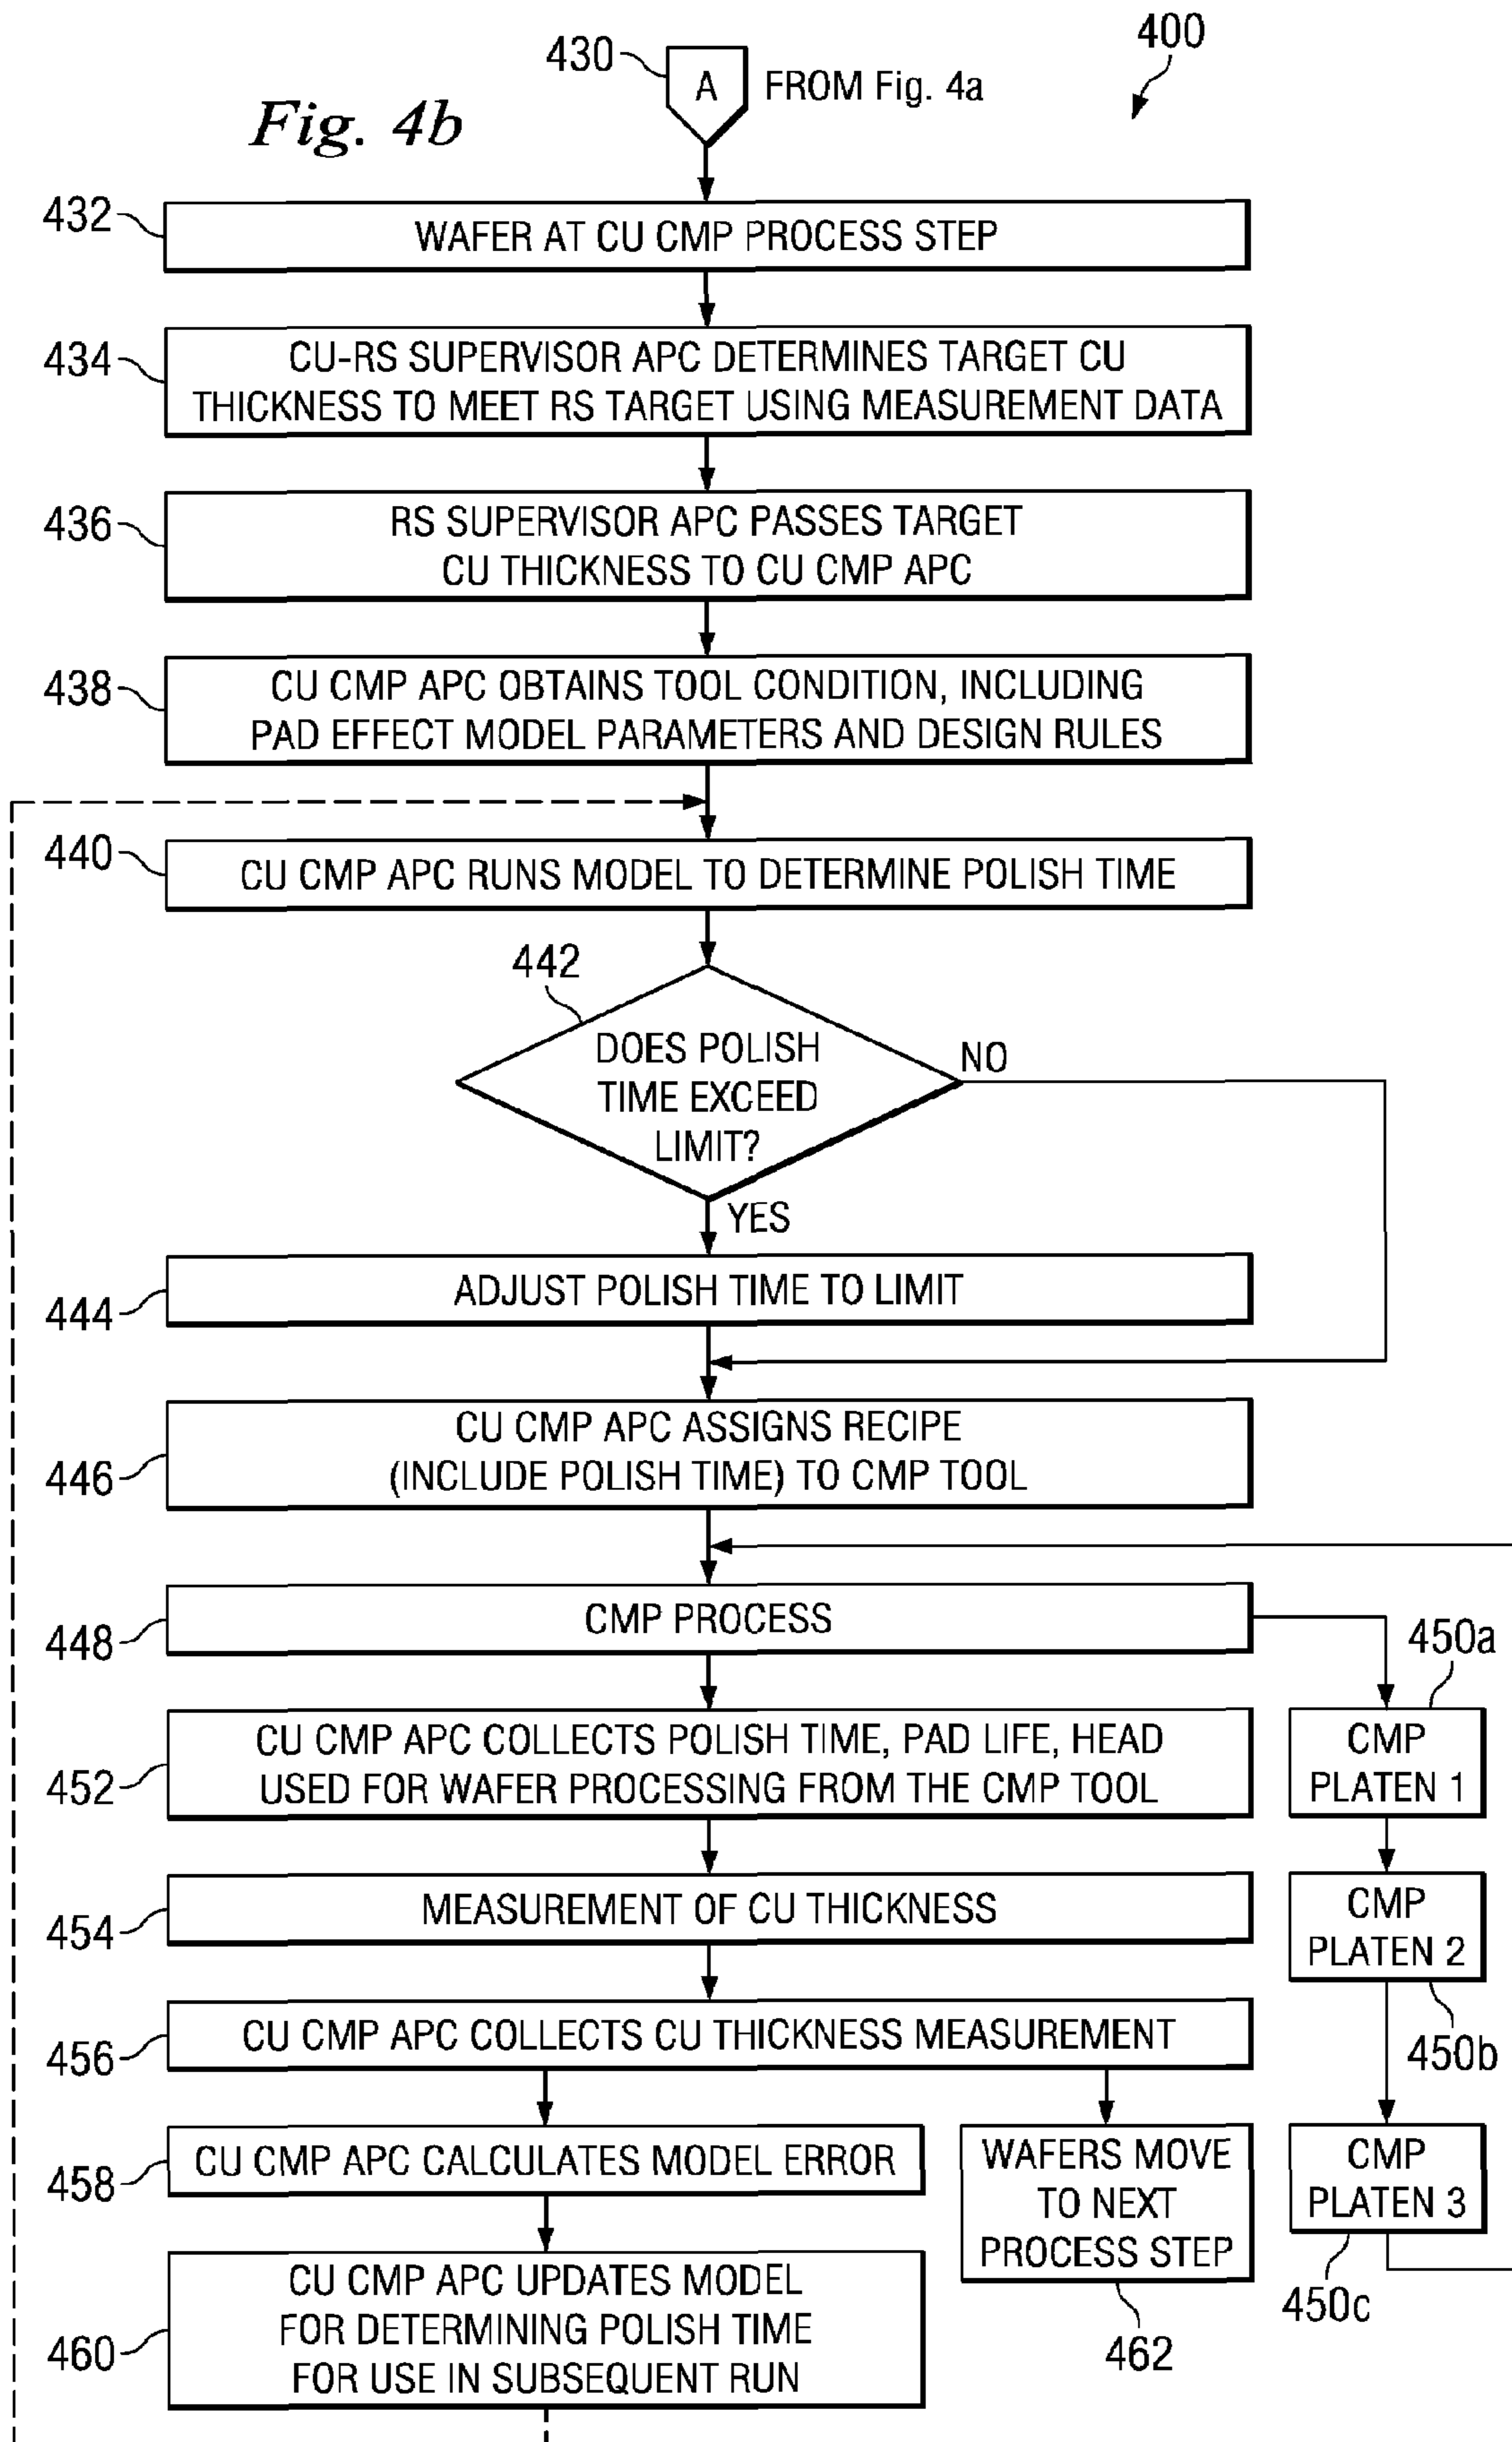 430
A
FROM Fig. 4a
400
Fig. 4b
432
WAFER AT CU CMP PROCESS STEP
434
CU-RS SUPERVISOR APC DETERMINES TARGET CU
THICKNESS TO MEET RS TARGET USING MEASUREMENT DATA
436
RS SUPERVISOR APC PASSES TARGET
CU THICKNESS TO CU CMP APC
438
CU CMP APC OBTAINS TOOL CONDITION, INCLUDING
PAD EFFECT MODEL PARAMETERS AND DESIGN RULES
440
CU CMP APC RUNS MODEL TO DETERMINE POLISH TIME
442
DOES POLISH
TIME EXCEED
LIMIT?
NO
YES
444
ADJUST POLISH TIME TO LIMIT
446
CU CMP APC ASSIGNS RECIPE
(INCLUDE POLISH TIME) TO CMP TOOL
448
CMP PROCESS
450a
CMP
PLATEN 1
452
CU CMP APC COLLECTS POLISH TIME, PAD LIFE, HEAD
USED FOR WAFER PROCESSING FROM THE CMP TOOL
454
MEASUREMENT OF CU THICKNESS
CMP
PLATEN 2
450b
456
CU CMP APC COLLECTS CU THICKNESS MEASUREMENT
458
CU CMP APC CALCULATES MODEL ERROR
WAFERS MOVE
TO NEXT
PROCESS STEP
462
CMP
PLATEN 3
450c
460
CU CMP APC UPDATES MODEL
FOR DETERMINING POLISH TIME
FOR USE IN SUBSEQUENT RUN